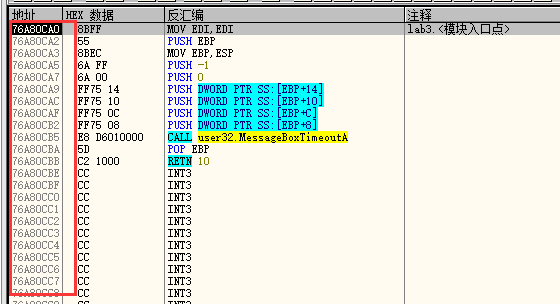 地址 HEX 数据 反汇编 注释
76A80CA0 8BFF MOV EDI,EDI lab3.<模块入口点>
76A80CA2 55 PUSH EBP
76A80CA3 8BEC MOV EBP,ESP
76A80CA5 6A FF PUSH -1
76A80CA7 6A 00 PUSH 0
76A80CA9 FF75 14 PUSH DWORD PTR SS:[EBP+14]
76A80CAC FF75 10 PUSH DWORD PTR SS:[EBP+10]
76A80CAF FF75 0C PUSH DWORD PTR SS:[EBP+C]
76A80CB2 FF75 08 PUSH DWORD PTR SS:[EBP+8]
76A80CB5 E8 D6010000 CALL user32.MessageBoxTimeoutA
76A80CBA 5D POP EBP
76A80CBB C2 1000 RETN 10
76A80CBE CC INT3
76A80CBF CC INT3
76A80CC0 CC INT3
76A80CC1 CC INT3
76A80CC2 CC INT3
76A80CC3 CC INT3
76A80CC4 CC INT3
76A80CC5 CC INT3
76A80CC6 CC INT3
76A80CC7 CC INT3
76A80CC8 CC INT3